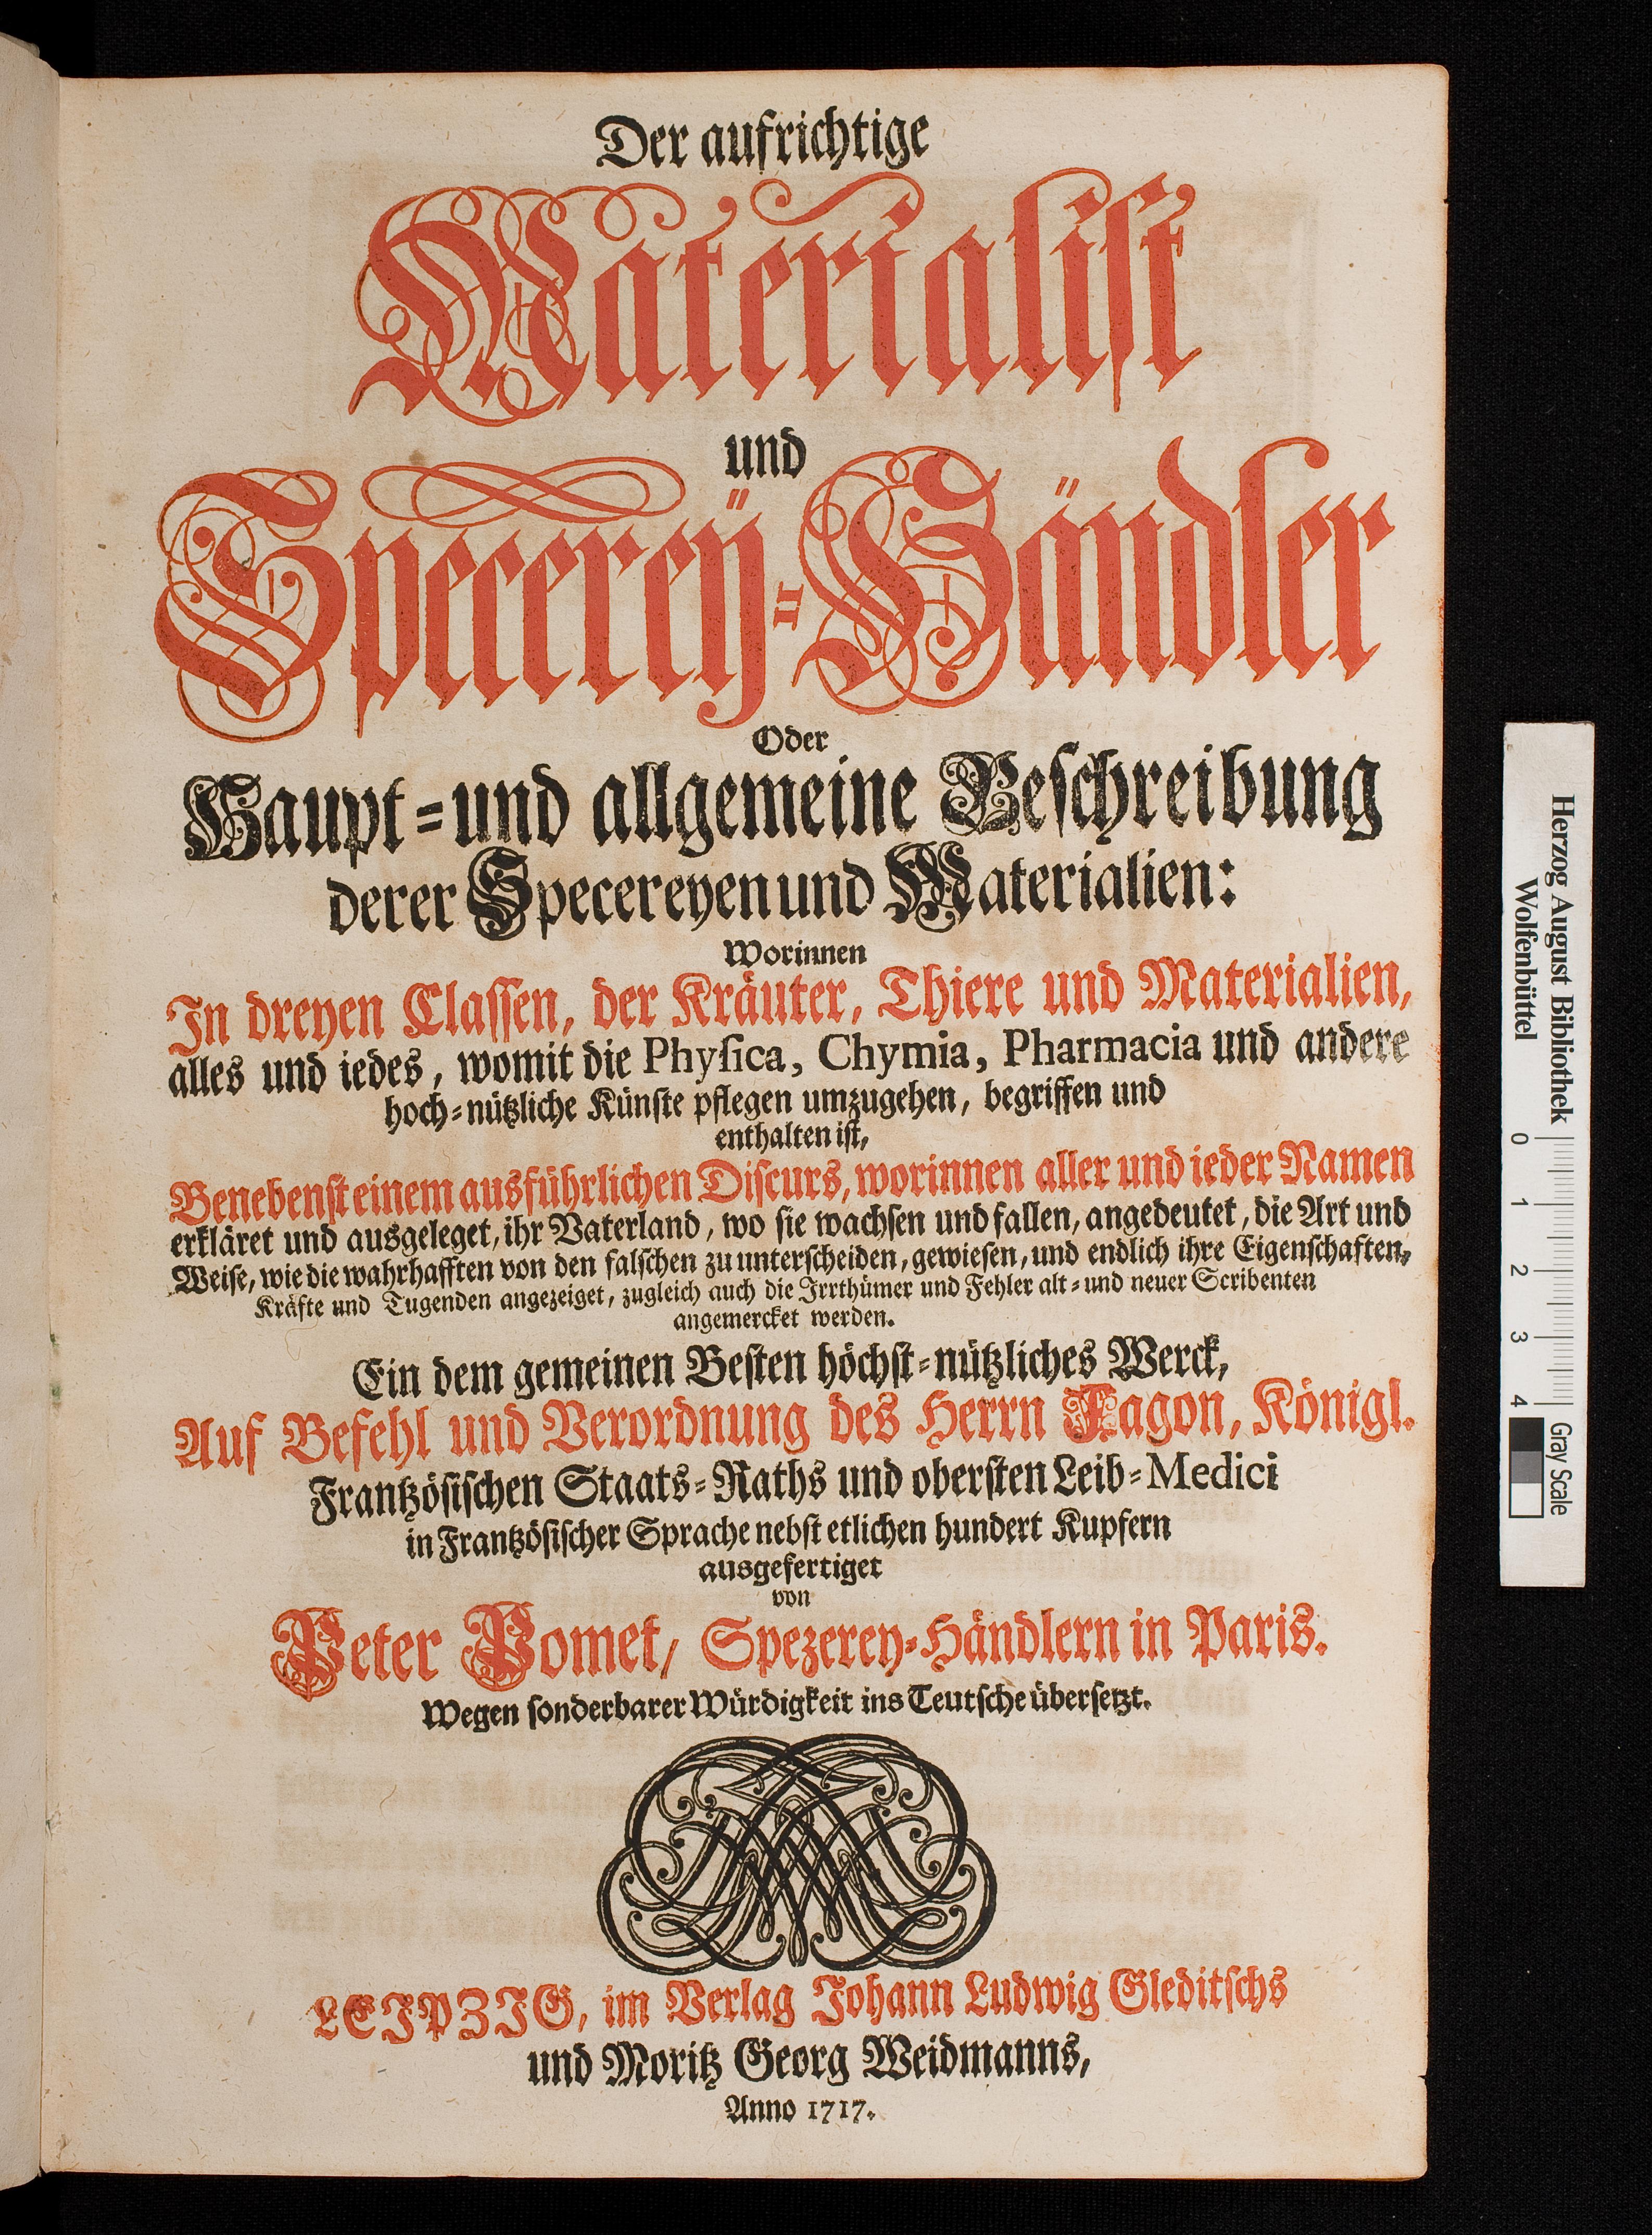 Der aufrichtige
Materialist
und
Specereÿ-Händler
Oder
Haupt-und allgemeine Beschreibung
derer Specereyen und Materialien:
Worinnen
In dreyen Classen, der Kräuter, Thiere und Materialien,
alles und iedes, womit die Physica, Chymia, Pharmacia und andere
hoch-nützliche Künste pflegen umzugehen, begriffen und
enthalten ist,
Benebenst einem ausführlichen Discurs, worinnen aller und ieder Namen
erkläret und ausgeleget, ihr Vaterland, wo sie wachsen und fallen, angedeutet, die Art und
Weise, wie die wahrhafften von den falschen zu unterscheiden, gewiesen, und endlich ihre Eigenschaften,
Kräfte und Tugenden angezeiget, zugleich auch die Irrthümer und Fehler alt-und neuer Scribenten
angemercket werden.
Ein dem gemeinen Besten höchst-nützliches Werck,
Auf Befehl und Verordnung des Herrn Fagon, Königl.
Frantzösischen Staats-Raths und obersten Leib-Medici
in Frantzösischer Sprache nebst etlichen hundert Kupfern
ausgefertiget
von
Peter Pomet/ Spezerey-Händlern in Paris.
Wegen sonderbarer Würdigkeit ins Teutsche übersetzt.
LEIPZIG, im Verlag Johann Ludwig Gleditschs
und Moritz Georg Weidmanns,
Anno 1717.
Herzog August Bibliothek
Wolfenbüttel
0 1 2 3 4
Gray Scale